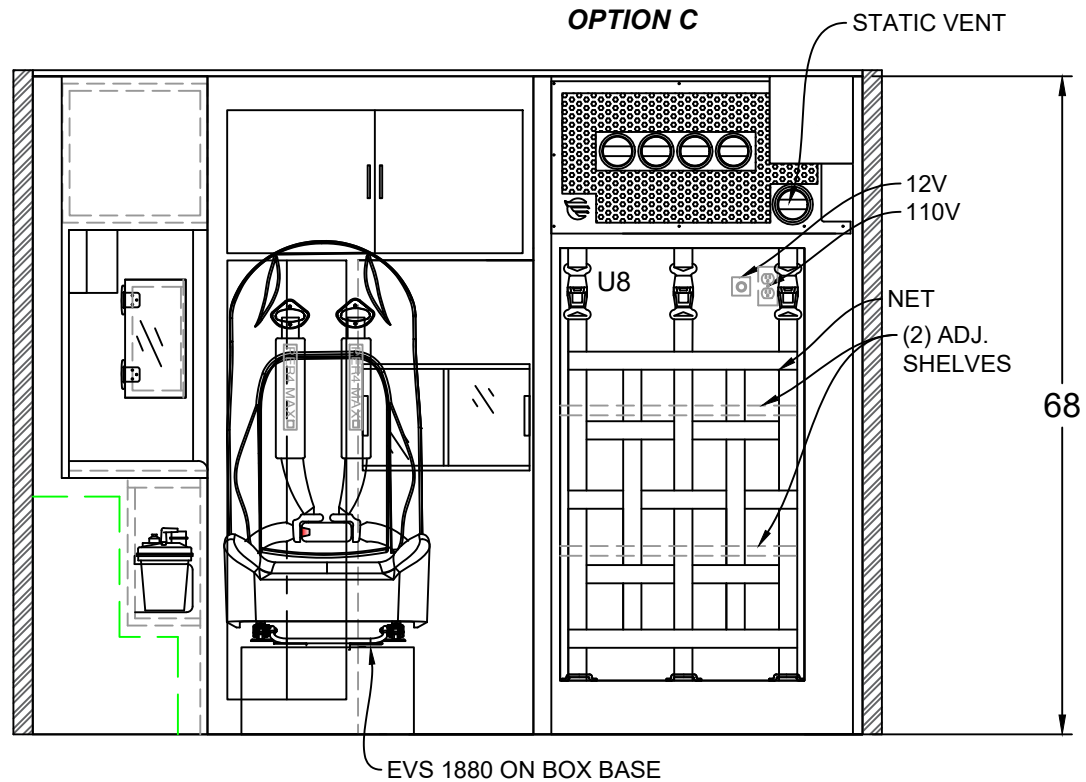 OPTION C
STATIC VENT
12V
110V
U8
NET
(2) ADJ.
SHELVES
68
EVS 1880 ON BOX BASE